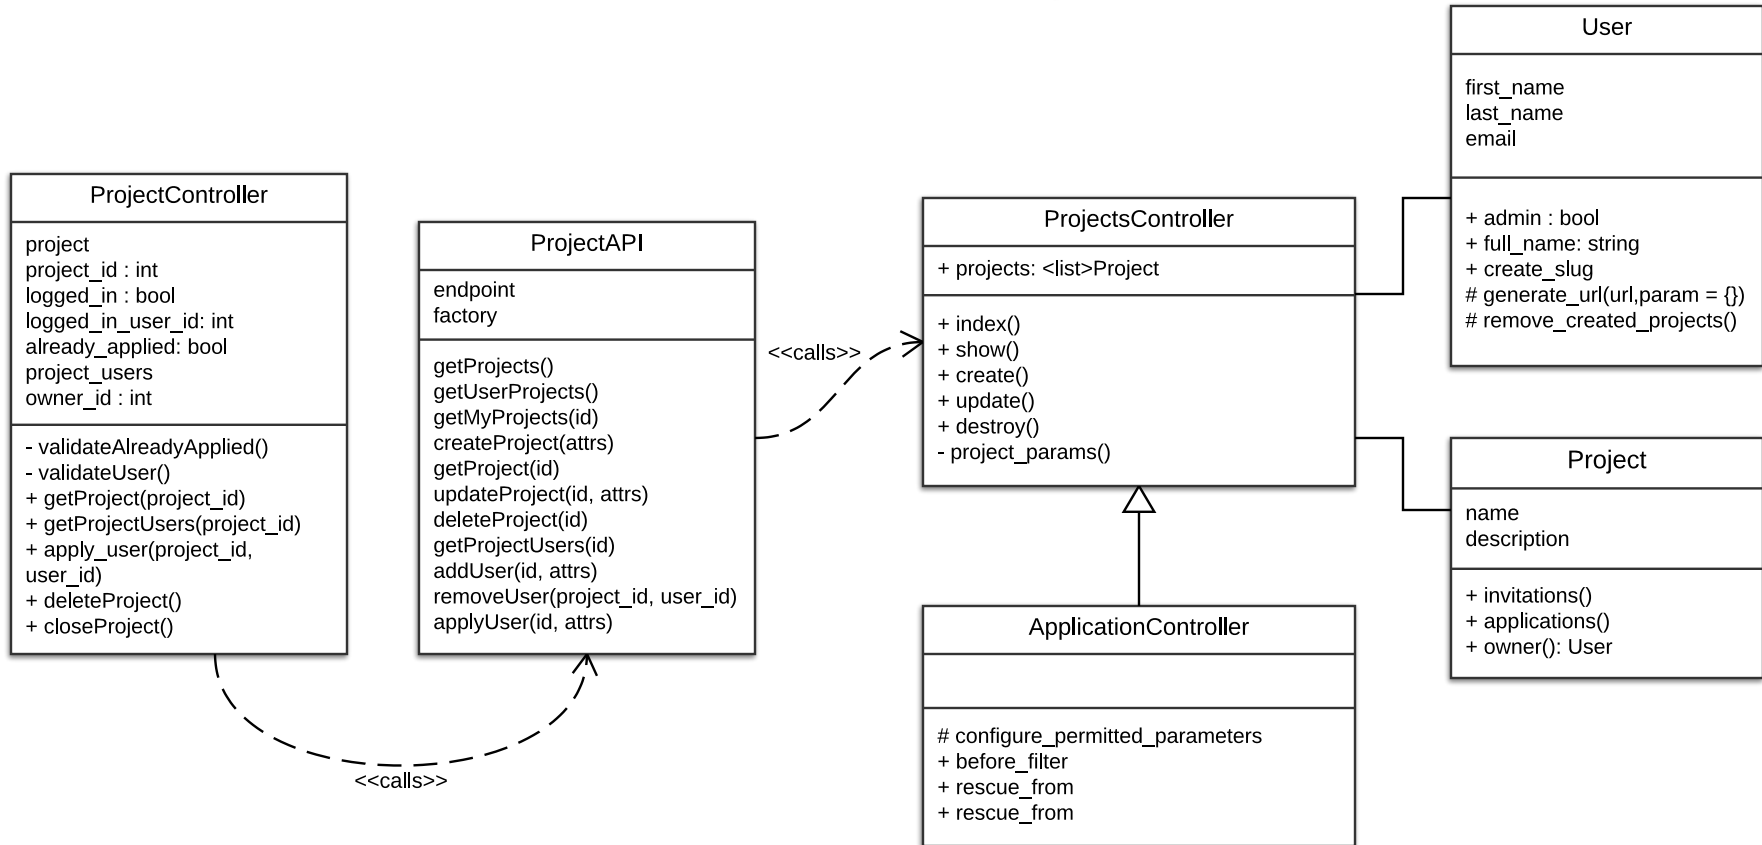 ProjectController
project
project_id : int
logged_in : bool
logged_in_user_id: int
already_applied: bool
project_users
owner_id : int
- validateAlreadyApplied()
- validateUser()
+ getProject(project_id)
+ getProjectUsers(project_id)
+ apply_user(project_id,
user_id)
+ deleteProject()
+ closeProject()
<<calls>>
ProjectAPI
endpoint
factory
getProjects()
getUserProjects()
getMyProjects(id)
createProject(attrs)
getProject(id)
updateProject(id, attrs)
deleteProject(id)
getProjectUsers(id)
addUser(id, attrs)
removeUser(project_id, user_id)
applyUser(id, attrs)
<<calls>>
ProjectsController
+ projects: <list>Project
+ index()
+ show()
+ create()
+ update()
+ destroy()
- project_params()
ApplicationController
# configure_permitted_parameters
+ before_filter
+ rescue_from
+ rescue_from
User
first_name
last_name
email
+ admin : bool
+ full_name: string
+ create_slug
# generate_url(url,param = {})
# remove_created_projects()
Project
name
description
+ invitations()
+ applications()
+ owner(): User